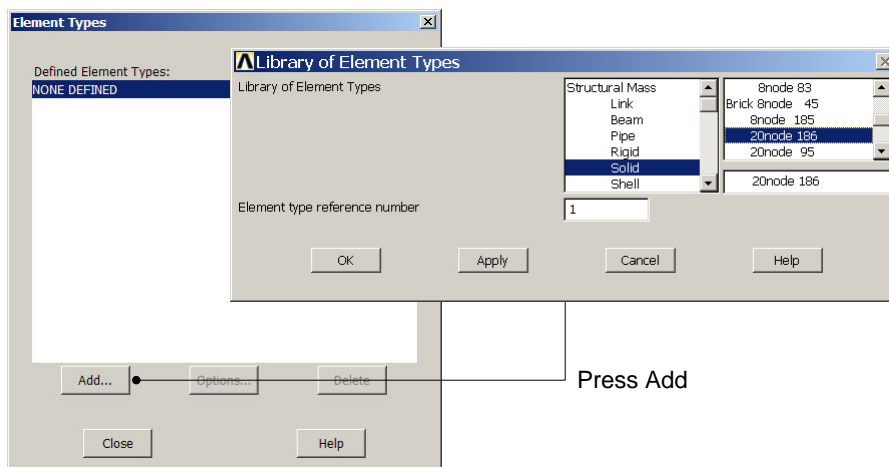 Element Types
Defined Element Types:
NONE DEFINED
Library of Element Types
Library of Element Types
Structural Mass
Link
Beam
Pipe
Rigid
Solid
Shell
8node 83
Brick 8node 45
8node 185
20node 186
20node 95
20node 186
Element type reference number
1
OK
Apply
Cancel
Help
Add...
Options...
Delete
Press Add
Close
Help